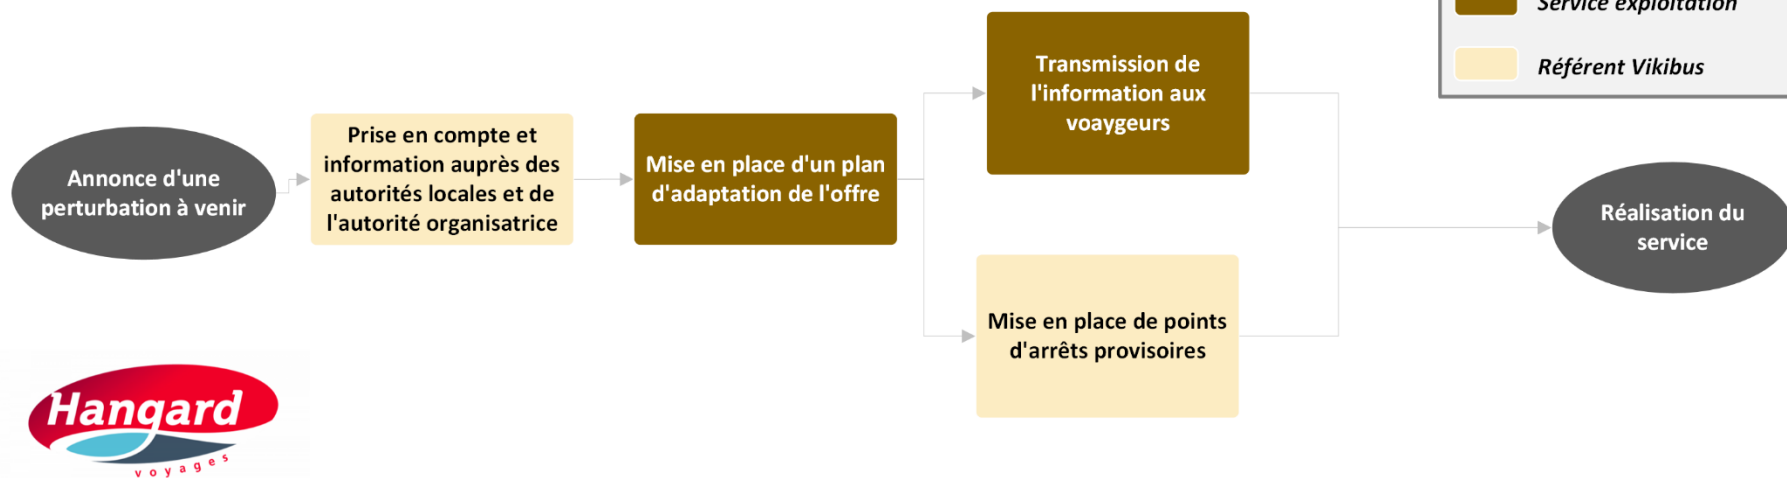 Service exploitation
Référent Vikibus
Annonce d'une
perturbation à venir
Prise en compte et
information auprès des
autorités locales et de
l'autorité organisatrice
Mise en place d'un plan
d'adaptation de l'offre
Transmission de
l'information aux
voaygeurs
Mise en place de points
d'arrêts provisoires
Réalisation du
service
Hangard
voyages